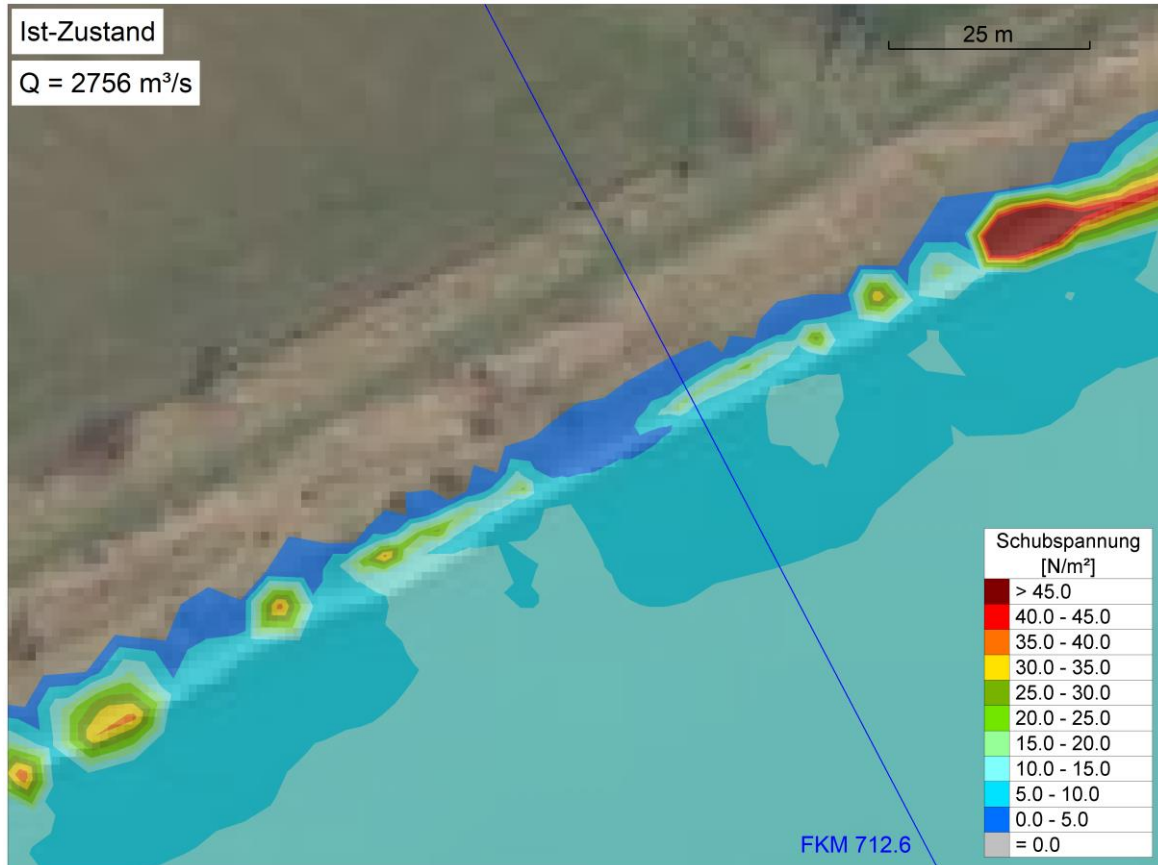 Ist-Zustand
Q = 2756 m³/s
25 m
Schubspannung
[N/m²]
> 45.0
40.0 - 45.0
35.0 - 40.0
30.0 - 35.0
25.0 - 30.0
20.0 - 25.0
15.0 - 20.0
10.0 - 15.0
5.0 - 10.0
0.0 - 5.0
= 0.0
FKM 712.6